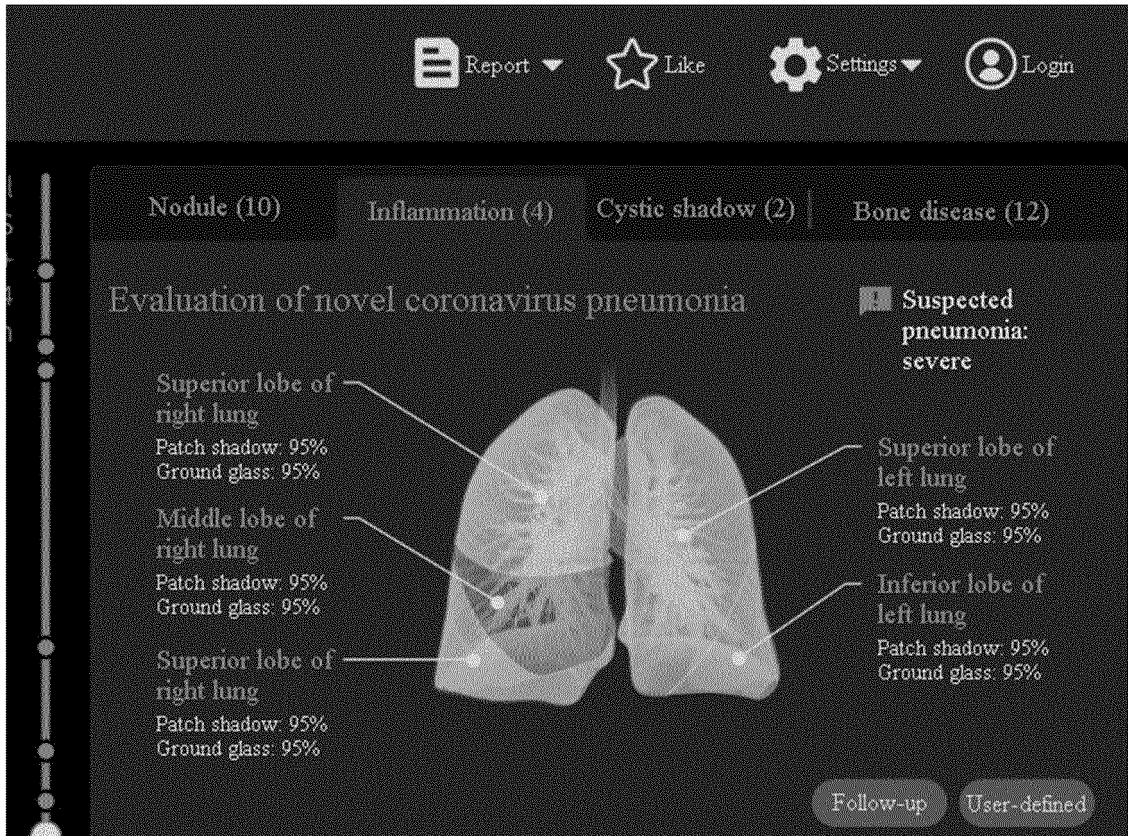 Report
Like
Settings
Login
Nodule (10)
Inflammation (4)
Cystic shadow (2)
Bone disease (12)
Evaluation of novel coronavirus pneumonia
Suspected
pneumonia:
severe
Superior lobe of
right lung
Patch shadow: 95%
Ground glass: 95%
Middle lobe of
right lung
Patch shadow: 95%
Ground glass: 95%
Superior lobe of
right lung
Patch shadow: 95%
Ground glass: 95%
Superior lobe of
left lung
Patch shadow: 95%
Ground glass: 95%
Inferior lobe of
left lung
Patch shadow: 95%
Ground glass: 95%
Follow-up
User-defined